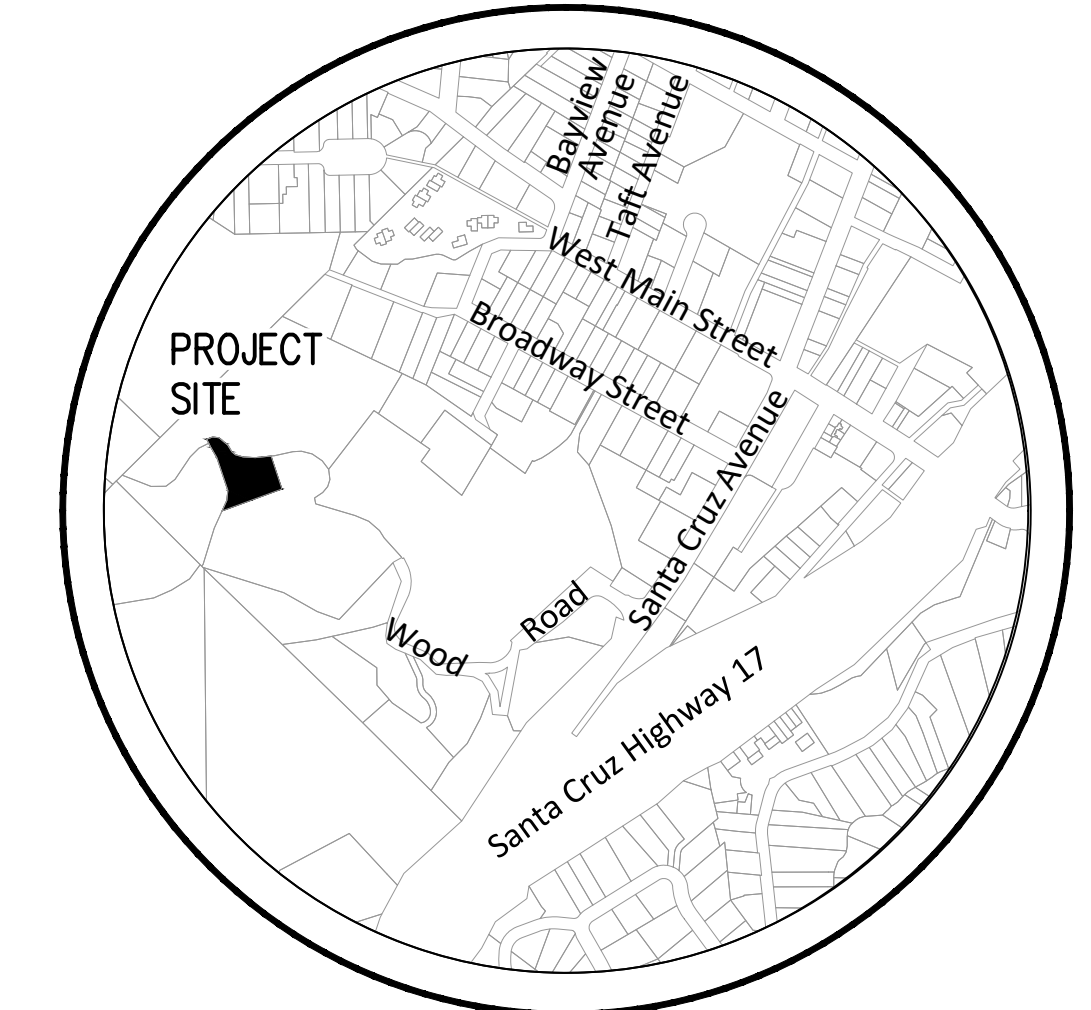 Bayview
Avenue
Taft Avenue
West Main Street
Broadway Street
PROJECT
SITE
Santa Cruz Avenue
Wood Road
Santa Cruz Highway 17